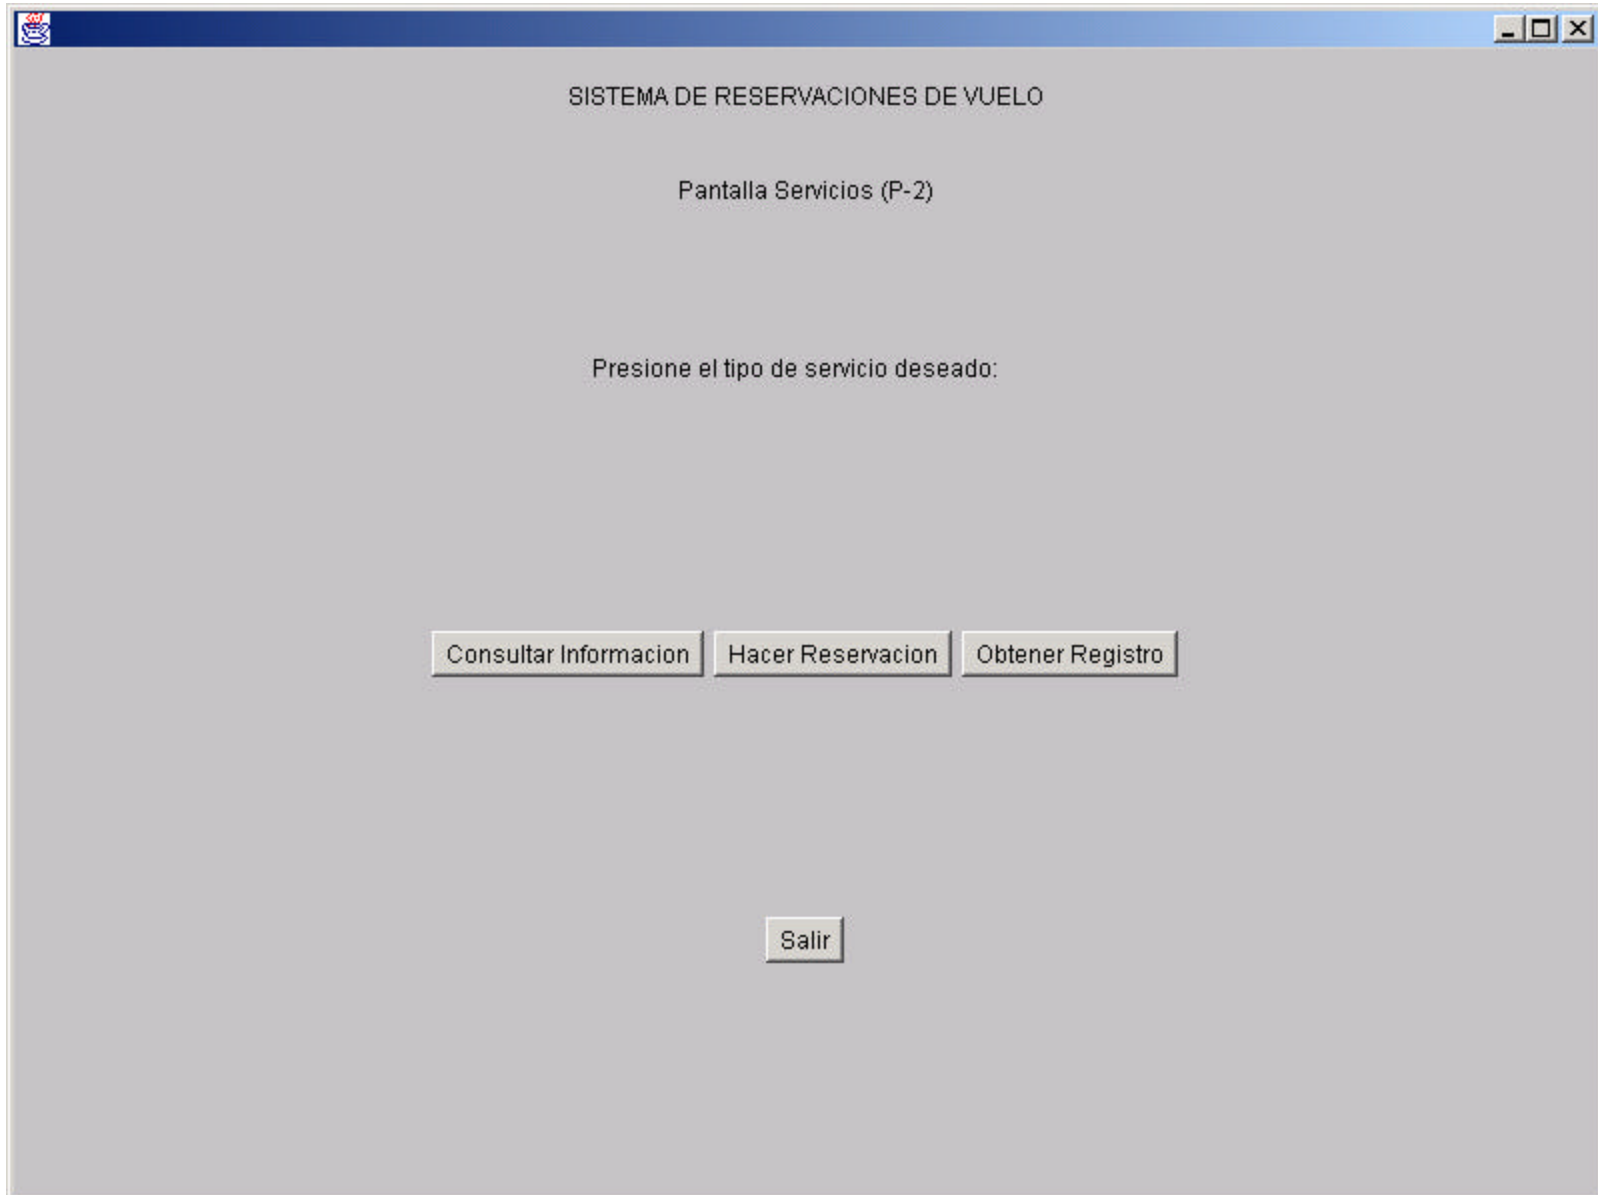 SISTEMA DE RESERVACIONES DE VUELO
Pantalla Servicios (P-2)
Presione el tipo de servicio deseado:
Consultar Informacion Hacer Reservacion Obtener Registro
Salir